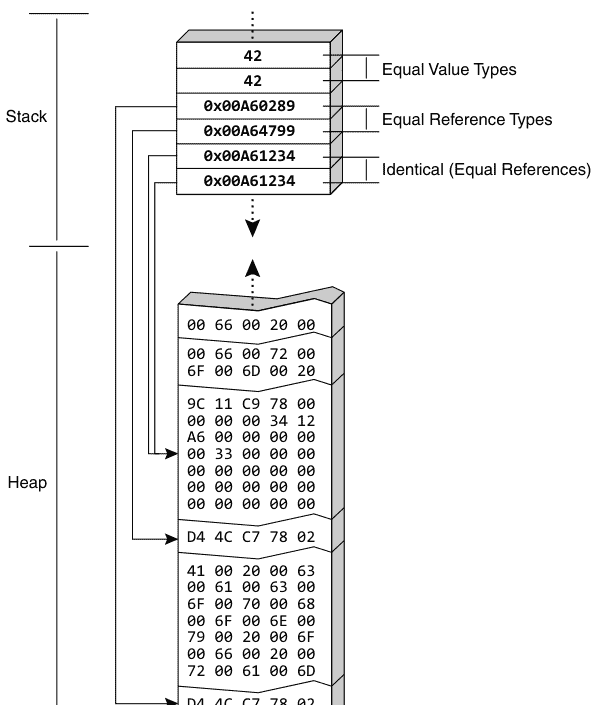 42
42
0x00A60289
0x00A64799
0x00A61234
0x00A61234
Equal Value Types
Equal Reference Types
Identical (Equal References)
Stack
00 66 00 20 00
00 66 00 72 00
6F 00 6D 00 20
9C 11 C9 78 00
00 00 00 34 12
A6 00 00 00 00
00 33 00 00 00
00 00 00 00 00
00 00 00 00 00
00 00 00 00 00
Heap
D4 4C C7 78 02
41 00 20 00 63
00 61 00 63 00
6F 00 70 00 68
00 6F 00 6E 00
79 00 20 00 6F
00 66 00 20 00
72 00 61 00 6D
D4 4C C7 78 02